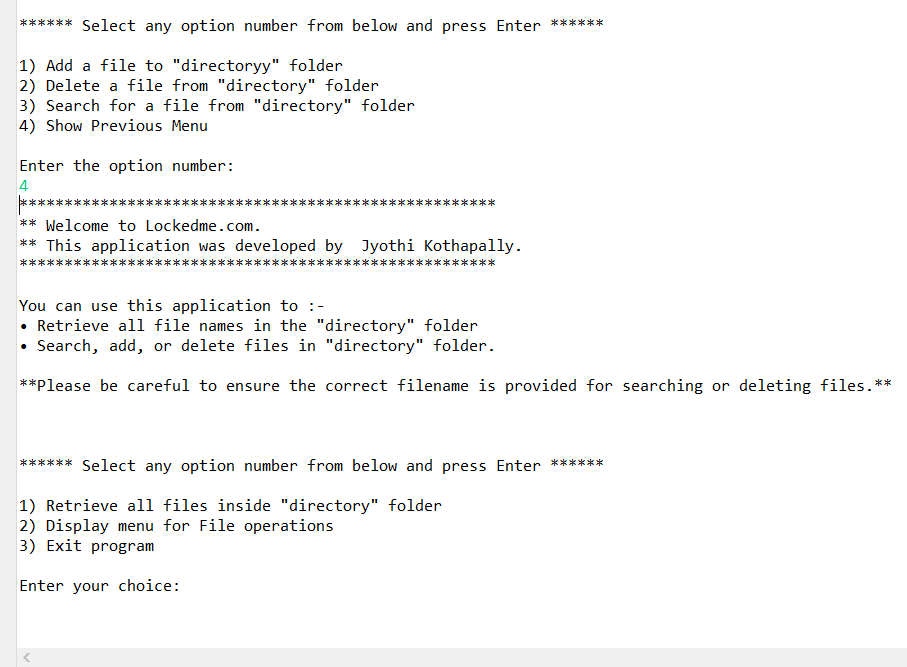 ****** Select any option number from below and press Enter ******
1) Add a file to "directoryy" folder
2) Delete a file from "directory" folder
3) Search for a file from "directory" folder
4) Show Previous Menu
Enter the option number:
4
*****************************************************
** Welcome to Lockedme.com.
** This application was developed by  Jyothi Kothapally.
*****************************************************
You can use this application to :-
• Retrieve all file names in the "directory" folder
• Search, add, or delete files in "directory" folder.
**Please be careful to ensure the correct filename is provided for searching or deleting files.**
****** Select any option number from below and press Enter ******
1) Retrieve all files inside "directory" folder
2) Display menu for File operations
3) Exit program
Enter your choice: